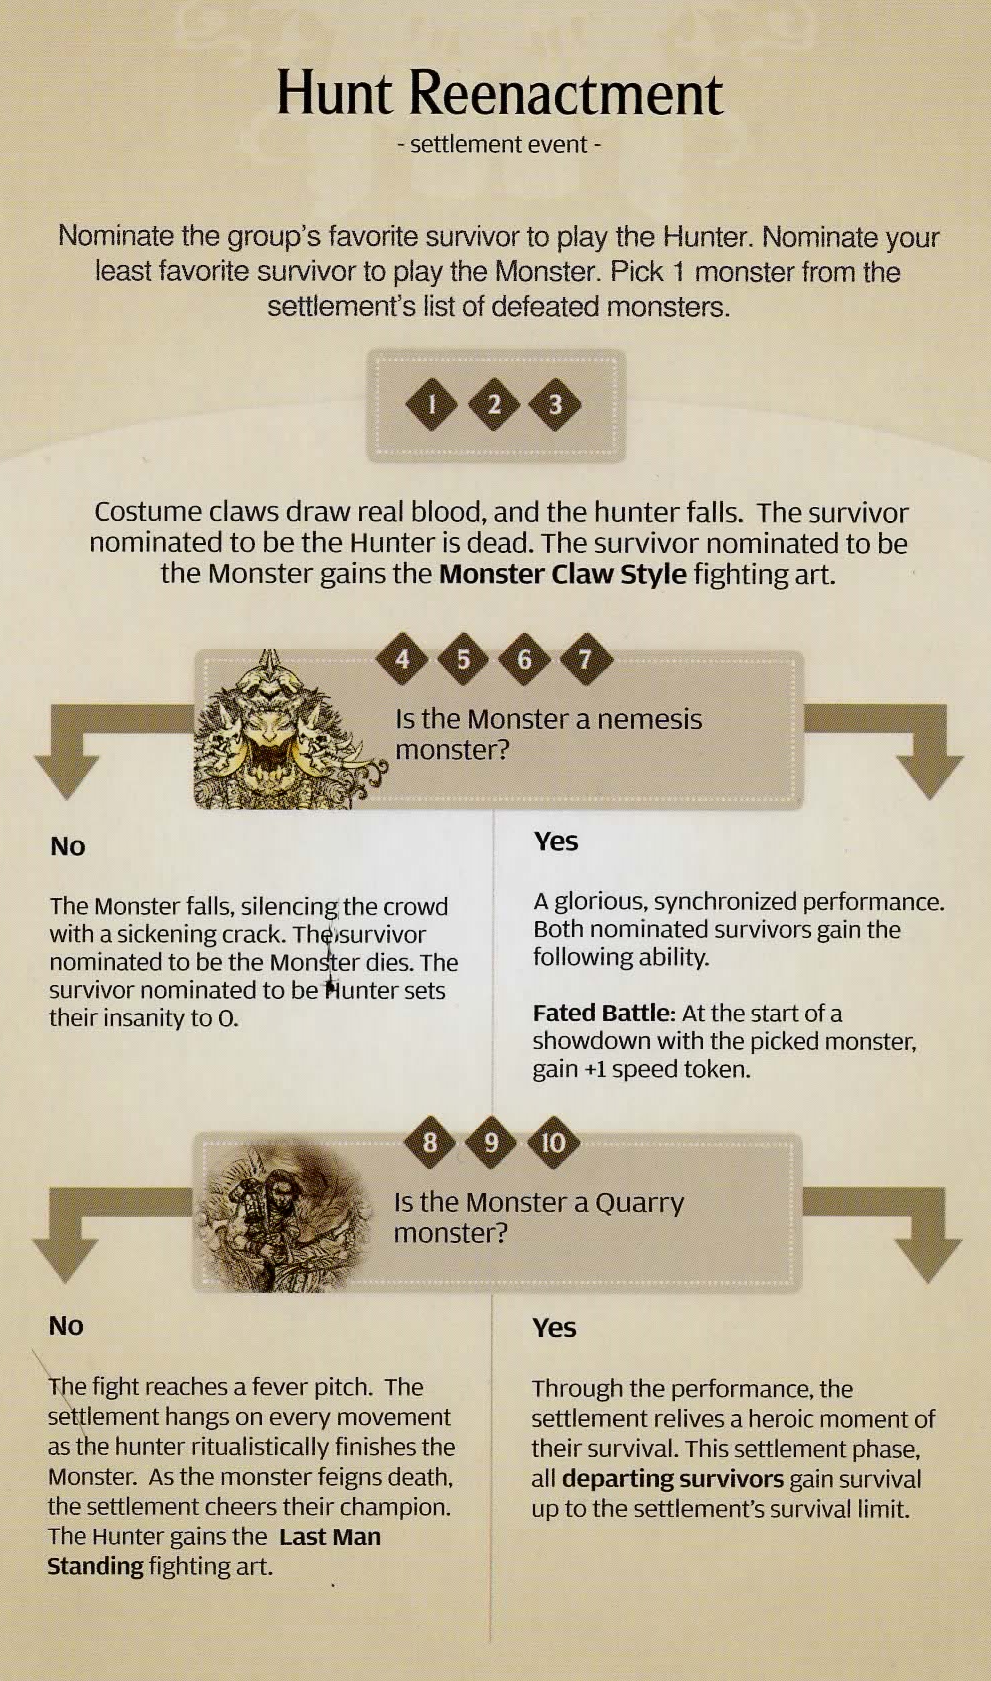 Hunt Reenactment
- settlement event -
Nominate the group's favorite survivor to play the Hunter. Nominate your
least favorite survivor to play the Monster. Pick 1 monster from the
settlement's list of defeated monsters.
1 2 3
Costume claws draw real blood, and the hunter falls. The survivor
nominated to be the Hunter is dead. The survivor nominated to be
the Monster gains the Monster Claw Style fighting art.
4 5 6 7
Is the Monster a nemesis
monster?
No
The Monster falls, silencing the crowd
with a sickening crack. The survivor
nominated to be the Monster dies. The
survivor nominated to be Hunter sets
their insanity to 0.
Yes
A glorious, synchronized performance.
Both nominated survivors gain the
following ability.
Fated Battle: At the start of a
showdown with the picked monster,
gain +1 speed token.
8 9 10
Is the Monster a Quarry
monster?
No
The fight reaches a fever pitch. The
settlement hangs on every movement
as the hunter ritualistically finishes the
Monster. As the monster feigns death,
the settlement cheers their champion.
The Hunter gains the Last Man
Standing fighting art.
Yes
Through the performance, the
settlement relives a heroic moment of
their survival. This settlement phase,
all departing survivors gain survival
up to the settlement's survival limit.